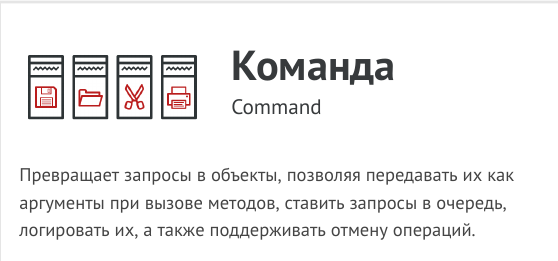 Команда
Command
Превращает запросы в объекты, позволяя передавать их как
аргументы при вызове методов, ставить запросы в очередь,
логировать их, а также поддерживать отмену операций.